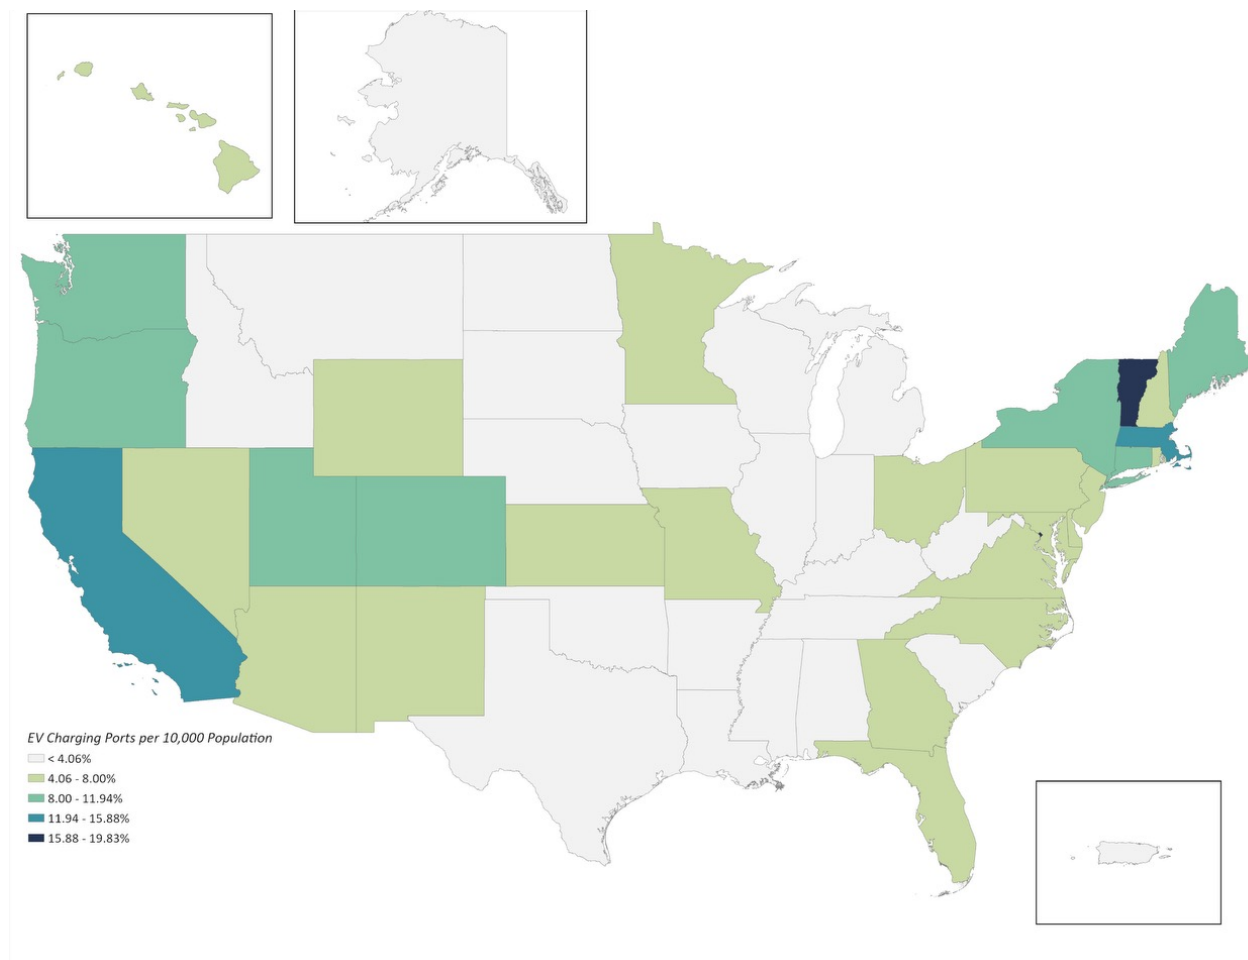 EV Charging Ports per 10,000 Population
< 4.06%
4.06 - 8.00%
8.00 - 11.94%
11.94 - 15.88%
15.88 - 19.83%